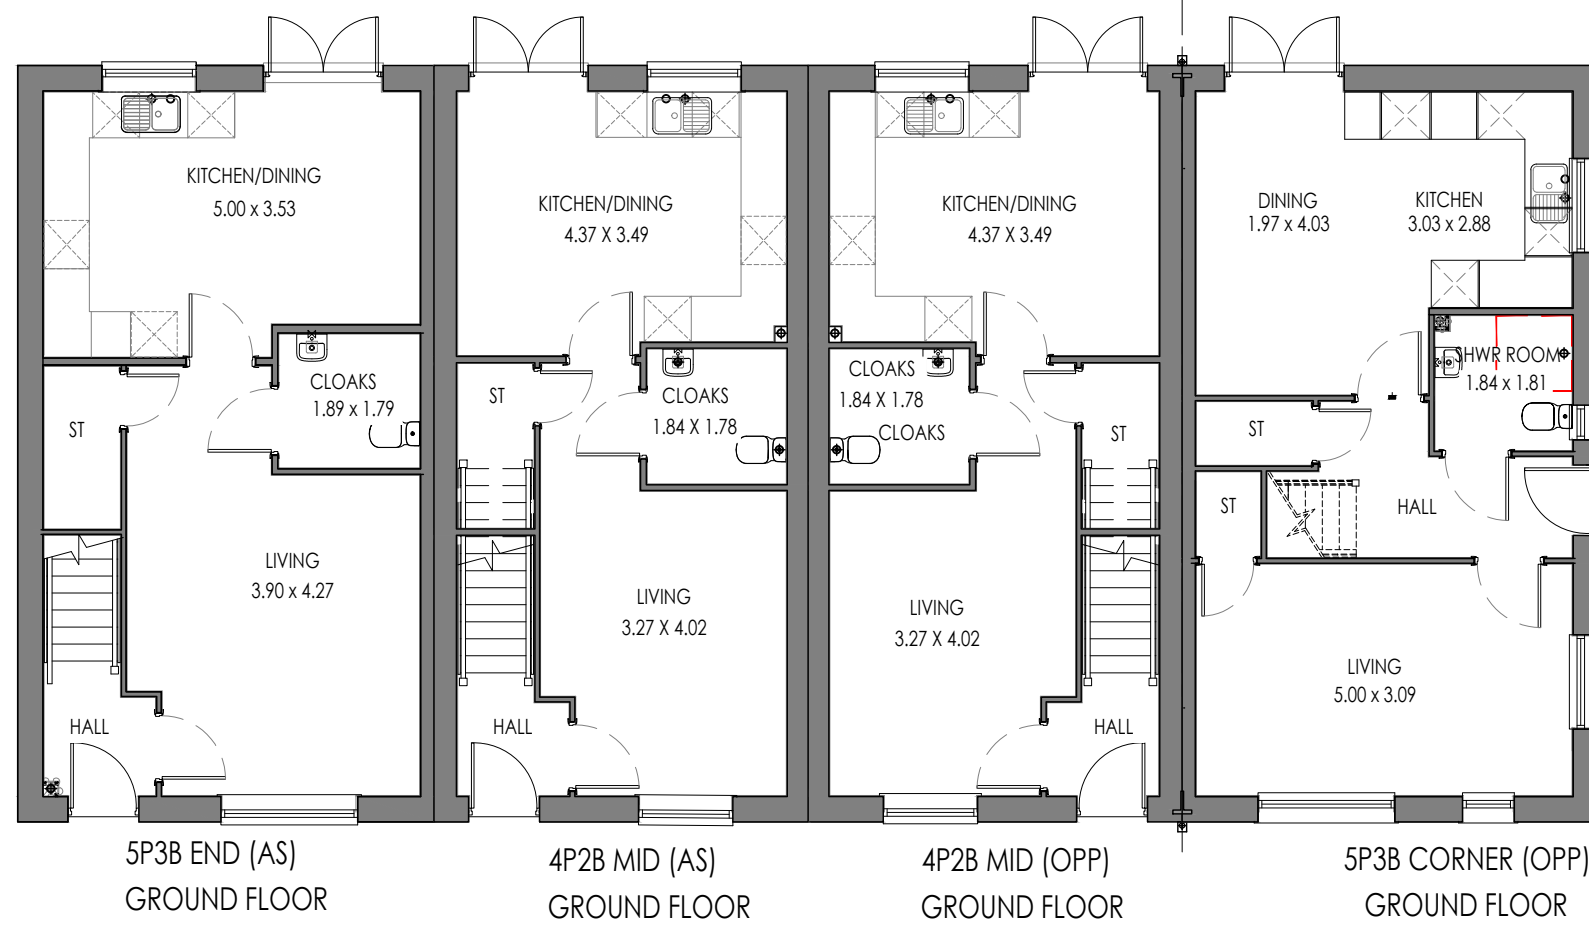 KITCHEN/DINING
5.00 x 3.53
CLOAKS
1.89 x 1.79
ST
LIVING
3.90 x 4.27
HALL
5P3B END (AS)
GROUND FLOOR
KITCHEN/DINING
4.37 X 3.49
ST
CLOAKS
1.84 X 1.78
LIVING
3.27 X 4.02
HALL
4P2B MID (AS)
GROUND FLOOR
KITCHEN/DINING
4.37 X 3.49
CLOAKS
1.84 X 1.78
CLOAKS
ST
LIVING
3.27 X 4.02
HALL
4P2B MID (OPP)
GROUND FLOOR
DINING
1.97 x 4.03
KITCHEN
3.03 x 2.88
SHWR ROOM
1.84 x 1.81
ST
ST
HALL
LIVING
5.00 x 3.09
5P3B CORNER (OPP)
GROUND FLOOR